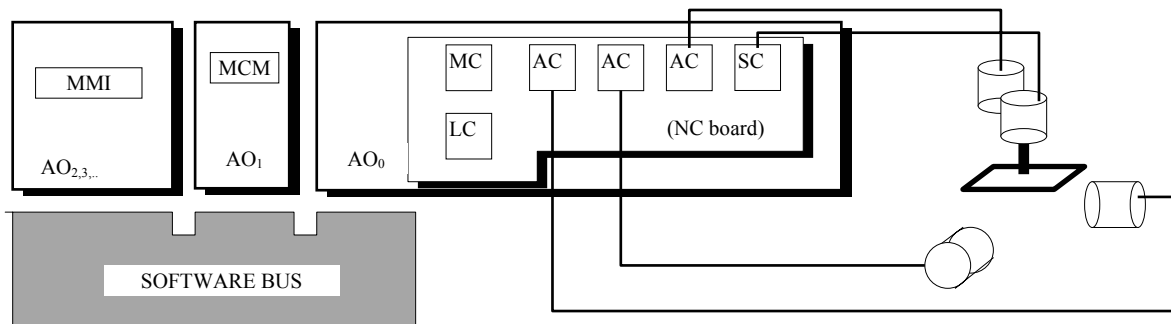 MMI
AO2,3,..
MCM
AO1
AO0
MC
AC
AC
AC
SC
LC
(NC board)
SOFTWARE BUS